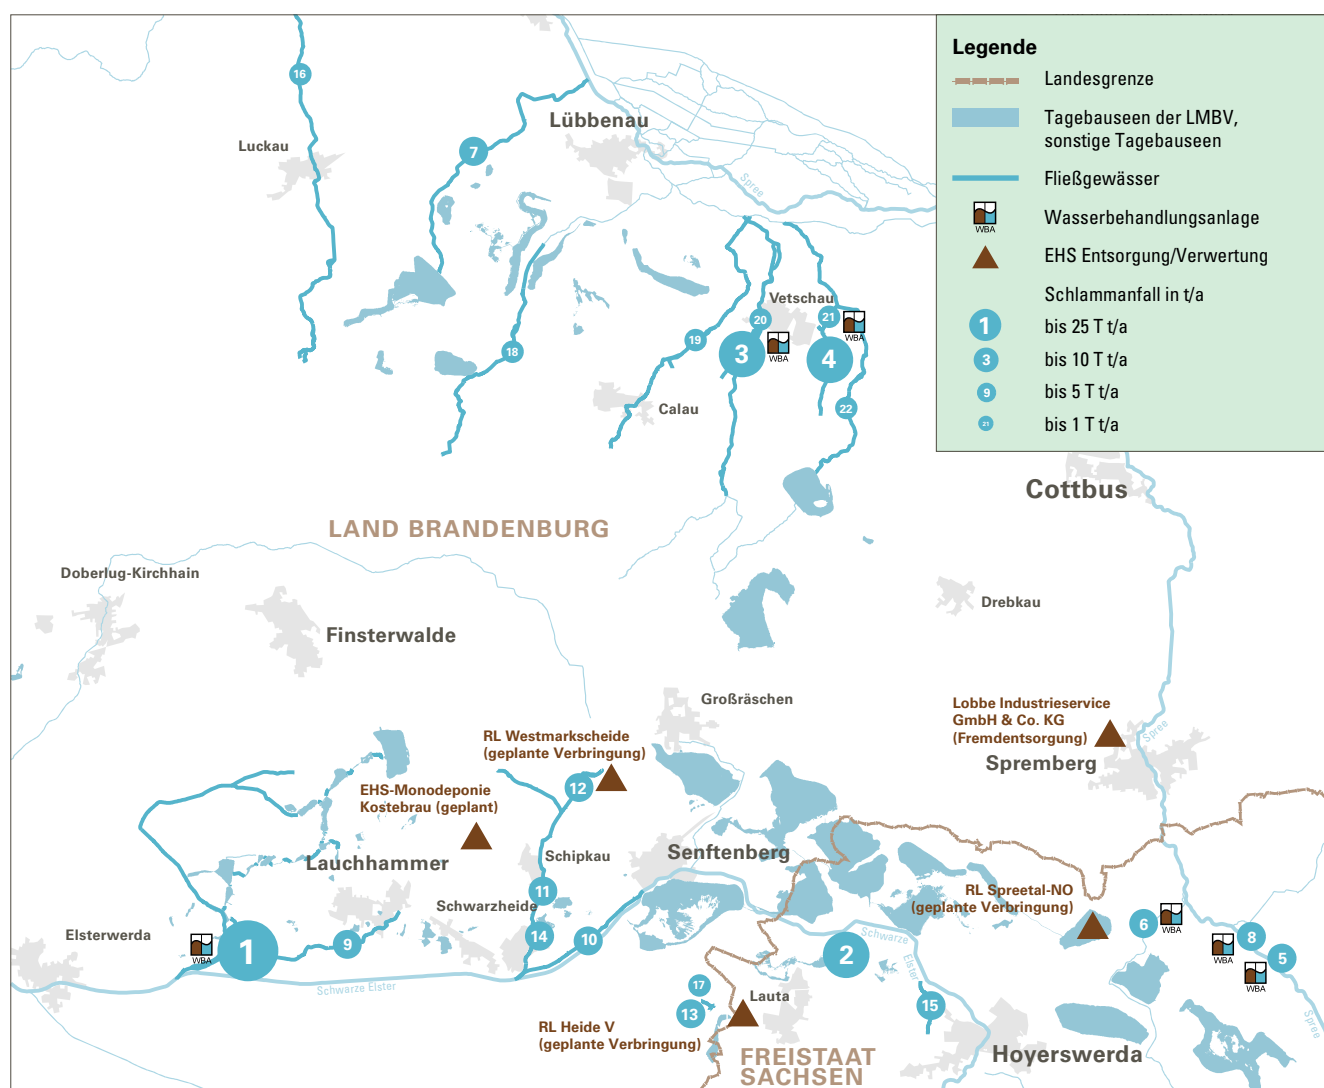 Legende
Landesgrenze
Tagebauseen der LMBV,
sonstige Tagebauseen
Fließgewässer
WBA
Wasserbehandlungsanlage
EHS Entsorgung/Verwertung
Schlammanfall in t/a
1
bis 25 T t/a
3
bis 10 T t/a
9
bis 5 T t/a
21
bis 1 T t/a
16
Lübbenau
Luckau
7
Spree
Vetschau
20
21
WBA
19
3
WBA
4
18
22
Calau
Cottbus
LAND BRANDENBURG
Doberlug-Kirchhain
Drebkau
Finsterwalde
Großräschen
Lobbe Industrieservice
GmbH & Co. KG
(Fremdentsorgung)
Spree
Spremberg
RL Westmarkscheide
(geplante Verbringung)
12
EHS-Monodeponie
Kostebrau (geplant)
Lauchhammer
Schipkau
Senftenberg
11
RL Spreetal-NO
(geplante Verbringung)
Schwarzheide
Elsterwerda
WBA
1
9
14
10
2
Schwarze
Elster
6
WBA
8
WBA
5
WBA
Schwarze Elster
17
Lauta
13
15
Spree
RL Heide V
(geplante Verbringung)
FREISTAAT
SACHSEN
Hoyerswerda